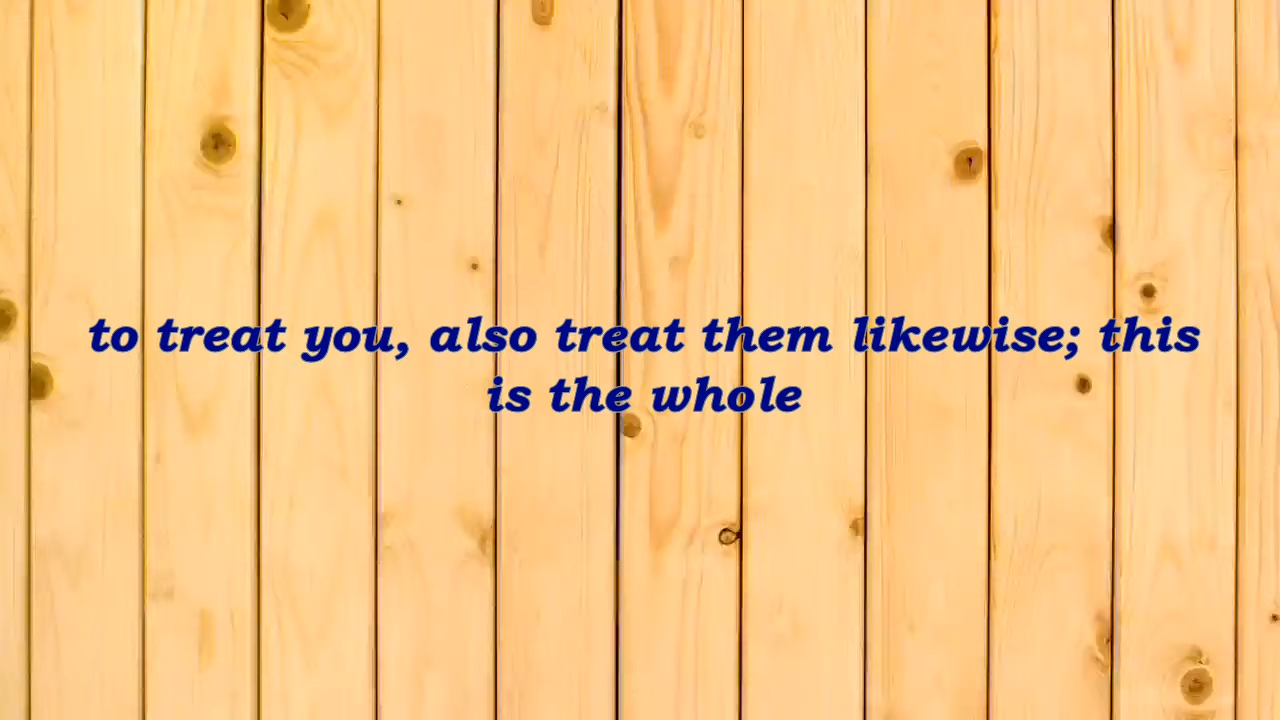 to treat you, also treat them likewise; this
is the whole